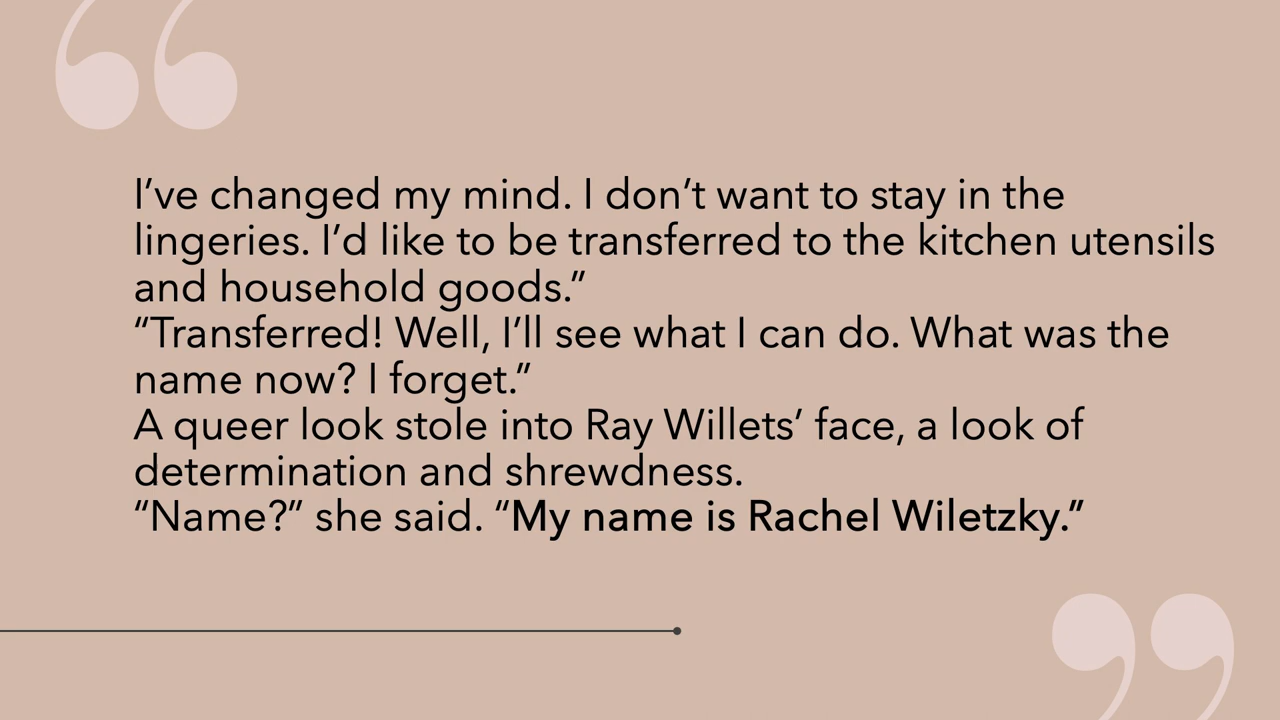 I’ve changed my mind. I don’t want to stay in the
lingeries. I’d like to be transferred to the kitchen utensils
and household goods.”
“Transferred! Well, I’ll see what I can do. What was the
name now? I forget.”
A queer look stole into Ray Willets’ face, a look of
determination and shrewdness.
“Name?” she said. “My name is Rachel Wiletzky.”